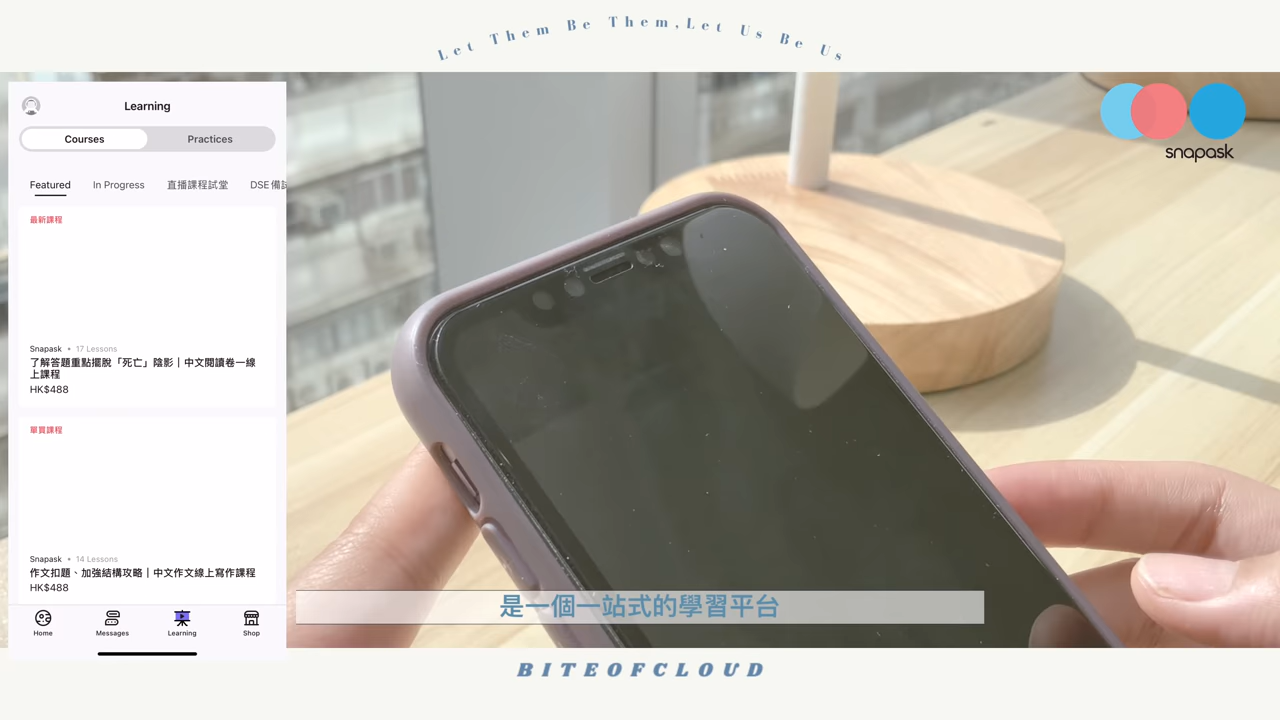 Let Them Be Them,Let Us Be Us
Learning
Courses
Practices
Featured
In Progress
直播課程試堂
DSE 備試
最新課程
Snapask • 17 Lessons
了解答題重點擺脫「死亡」陰影｜中文閱讀卷一線
上課程
HK$488
單買課程
Snapask • 14 Lessons
作文扣題、加強結構攻略｜中文作文線上寫作課程
HK$488
Home
Messages
Learning
Shop
snapask
是一個一站式的學習平台
BITEOFCLOUD